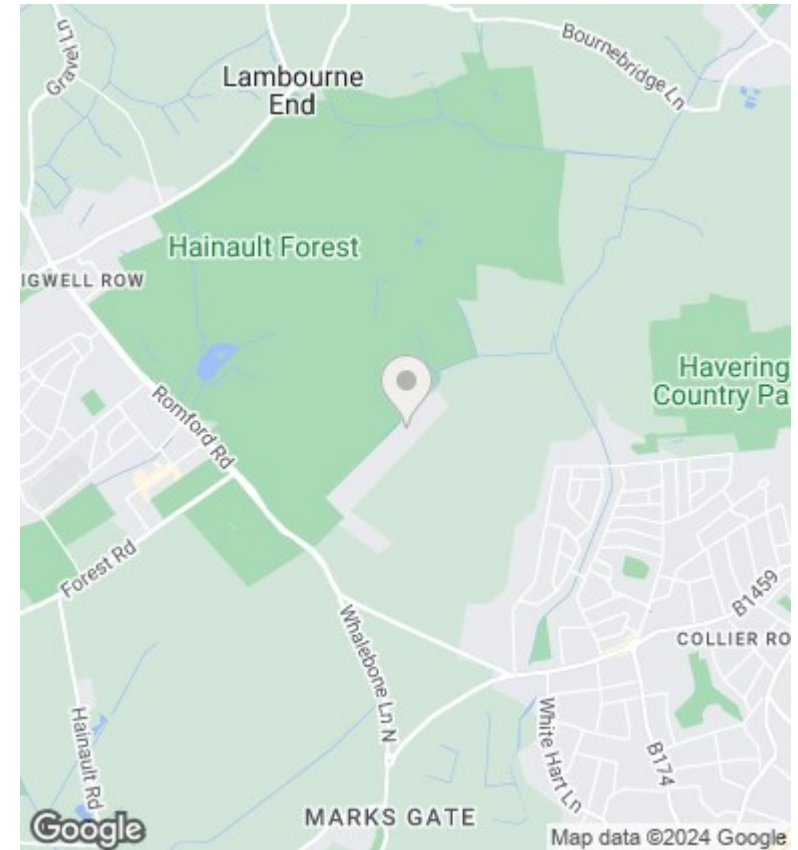 Gravel Ln
Lambourne
End
Bournebridge Ln
Hainault Forest
IGWELL ROW
Havering
Country Pa
Romford Rd
Forest Rd
B1459
COLLIER RO
Whalebone Ln N
Hainault Rd
White Hart Ln
B174
MARKS GATE
Google
Map data ©2024 Google